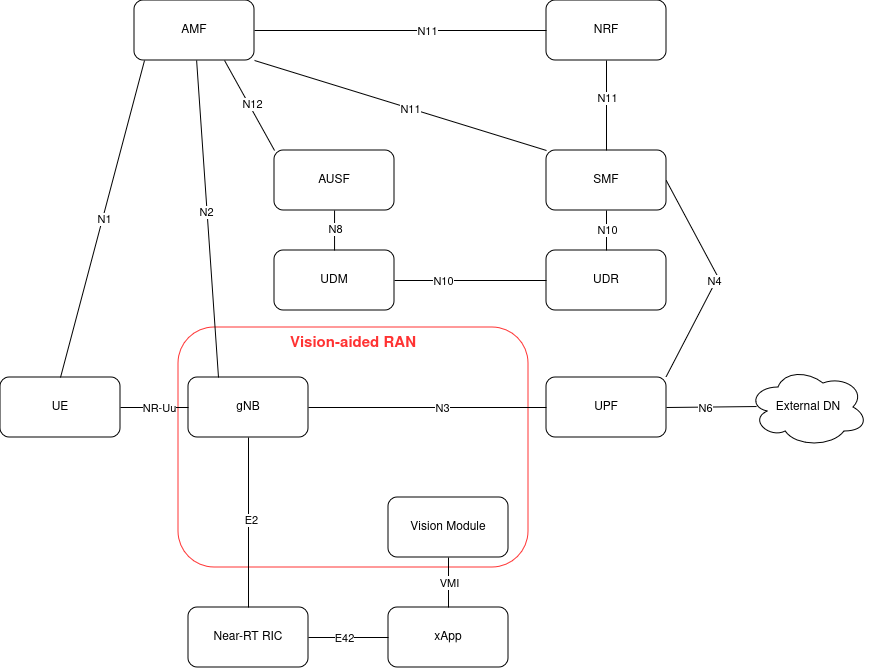 AMF
N11
NRF
N12
N11
N11
AUSF
SMF
N1
N2
N8
N10
UDM
N10
UDR
N4
Vision-aided RAN
UE
NR-Uu
gNB
N3
UPF
N6
External DN
E2
Vision Module
VMI
Near-RT RIC
E42
xApp